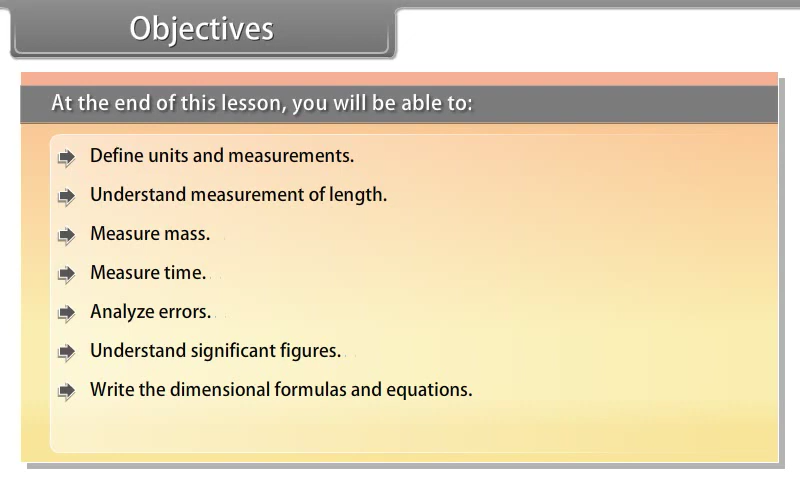 Objectives
At the end of this lesson, you will be able to:
Define units and measurements.
Understand measurement of length.
Measure mass.
Measure time.
Analyze errors.
Understand significant figures.
Write the dimensional formulas and equations.